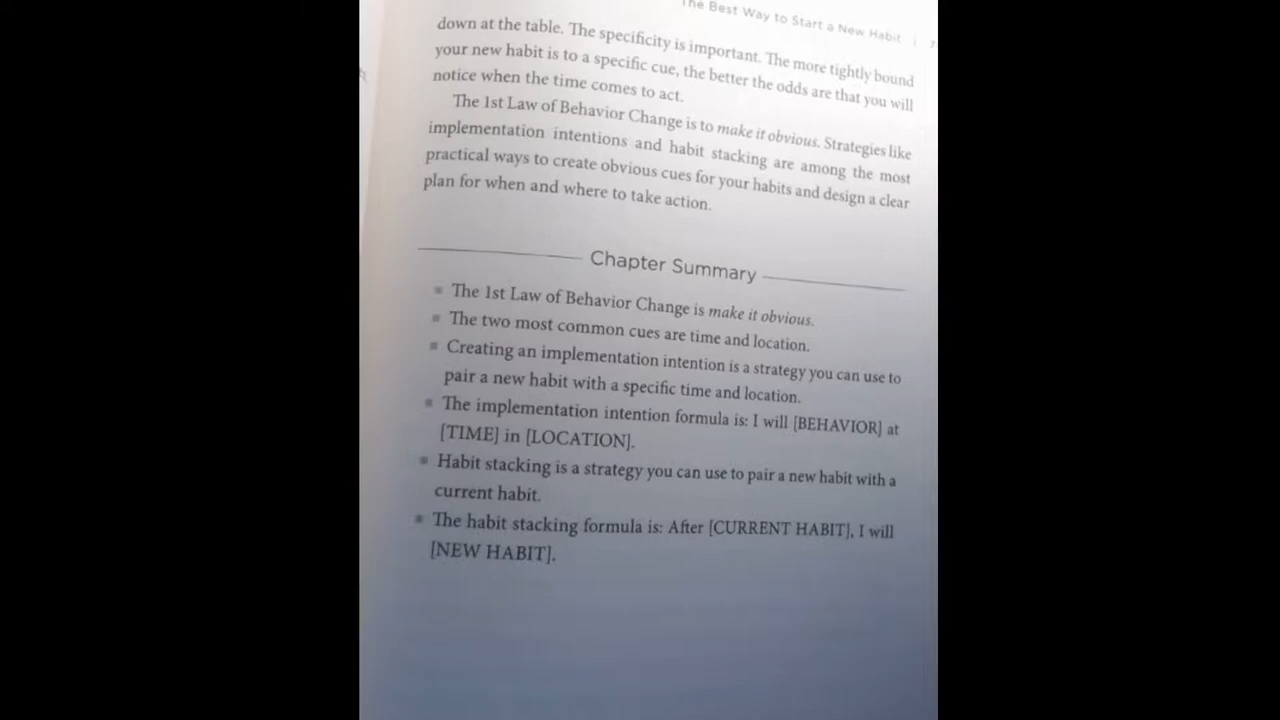 The Best Way to Start a New Habit | 7
down at the table. The specificity is important. The more tightly bound
your new habit is to a specific cue, the better the odds are that you will
notice when the time comes to act.
The 1st Law of Behavior Change is to make it obvious. Strategies like
implementation intentions and habit stacking are among the most
practical ways to create obvious cues for your habits and design a clear
plan for when and where to take action.
Chapter Summary
■ The 1st Law of Behavior Change is make it obvious.
■ The two most common cues are time and location.
■ Creating an implementation intention is a strategy you can use to
pair a new habit with a specific time and location.
■ The implementation intention formula is: I will [BEHAVIOR] at
[TIME] in [LOCATION].
■ Habit stacking is a strategy you can use to pair a new habit with a
current habit.
■ The habit stacking formula is: After [CURRENT HABIT], I will
[NEW HABIT].